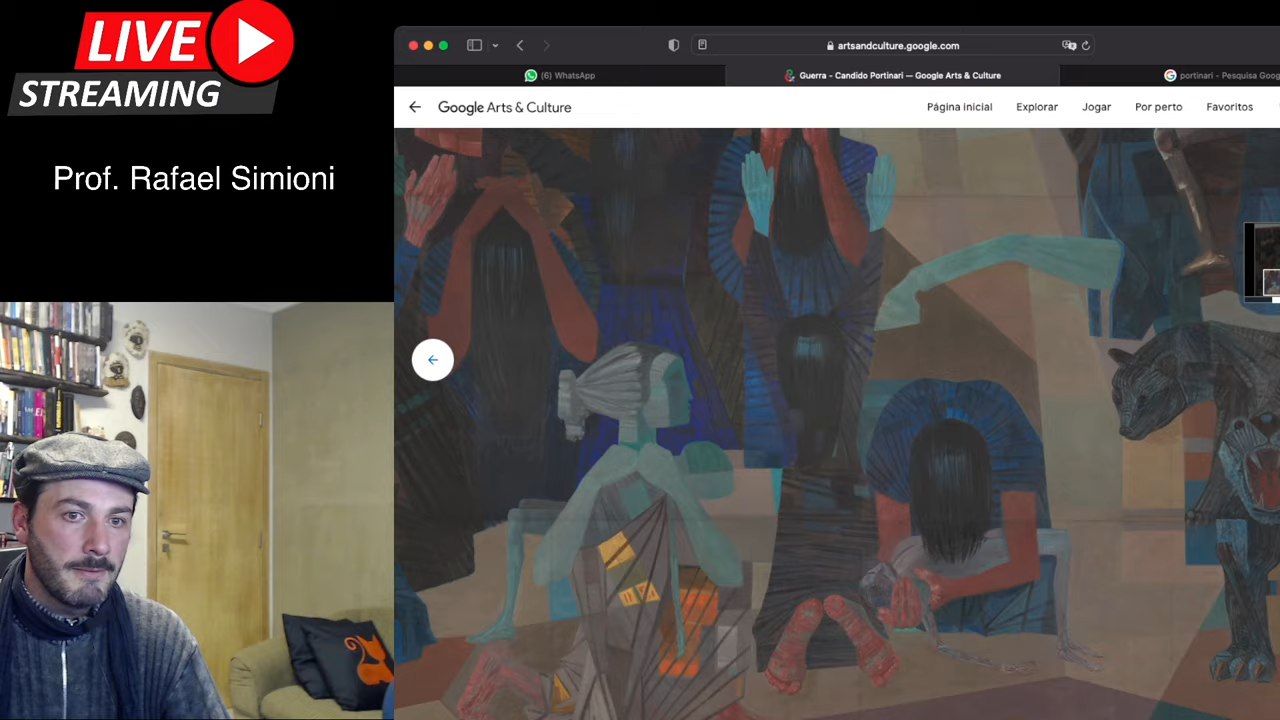 LIVE
STREAMING
Prof. Rafael Simioni
artsandculture.google.com
(6) WhatsApp
Guerra - Candido Portinari — Google Arts & Culture
portinari - Pesquisa Goog
Google Arts & Culture
Página inicial
Explorar
Jogar
Por perto
Favoritos